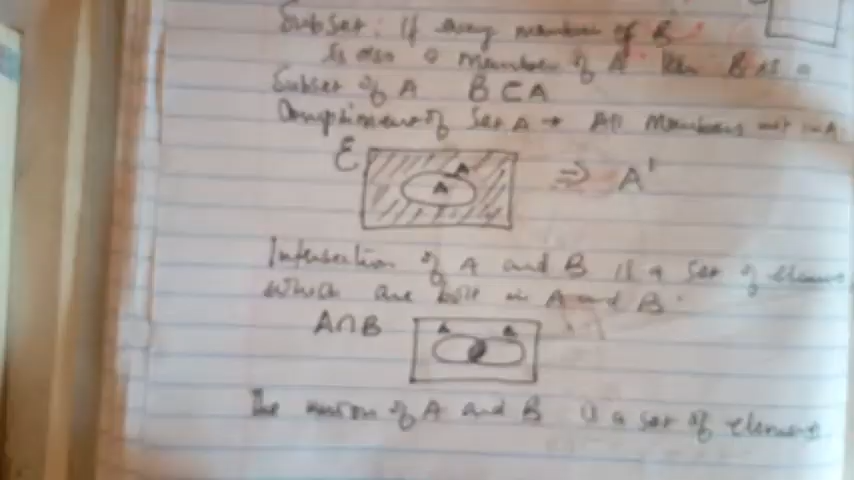 Subset: If every member of B
is also a member of A then B is a
Subset of A B ⊂ A
Compliment of Set A → All Members not in A
ℰ A A ⇒ A'
Intersection of A and B is a set of elements
which are both in A and B.
A∩B A B
The union of A and B is a set of elements